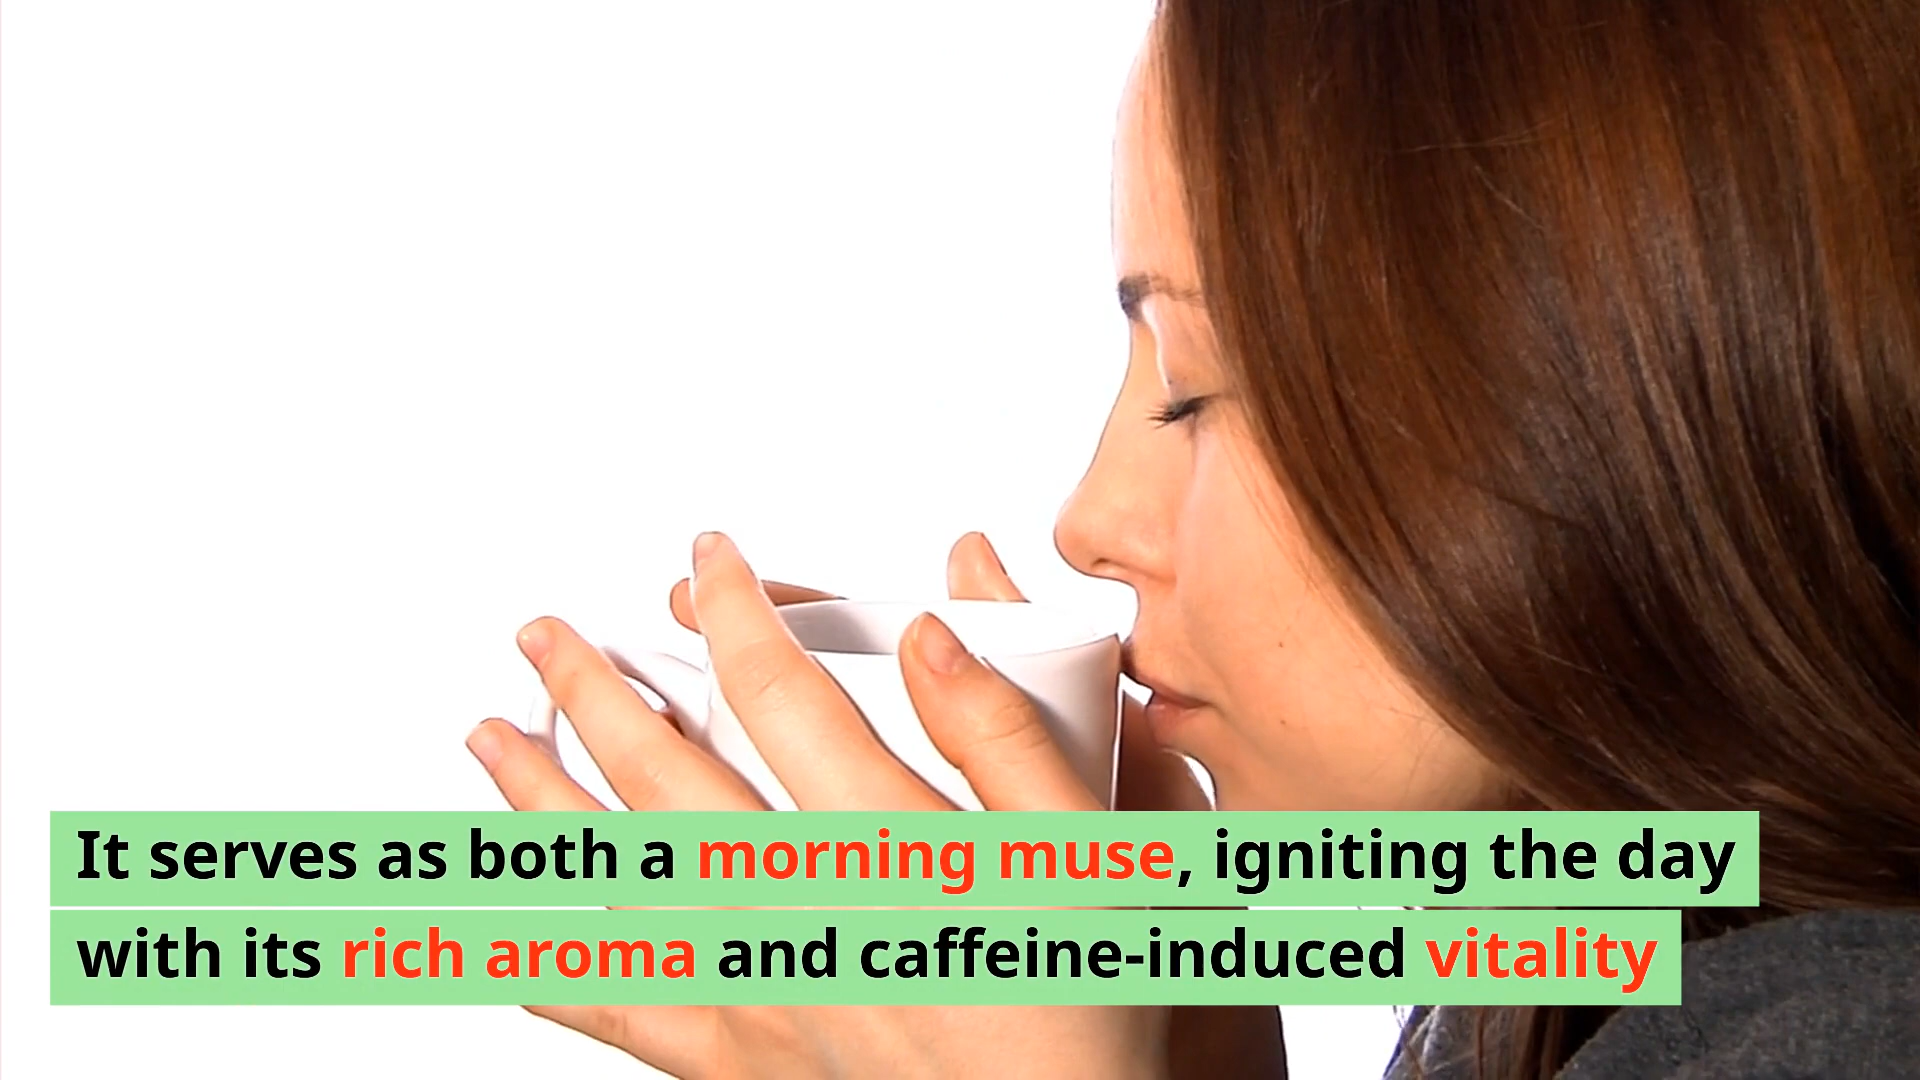 It serves as both a morning muse, igniting the day
with its rich aroma and caffeine-induced vitality